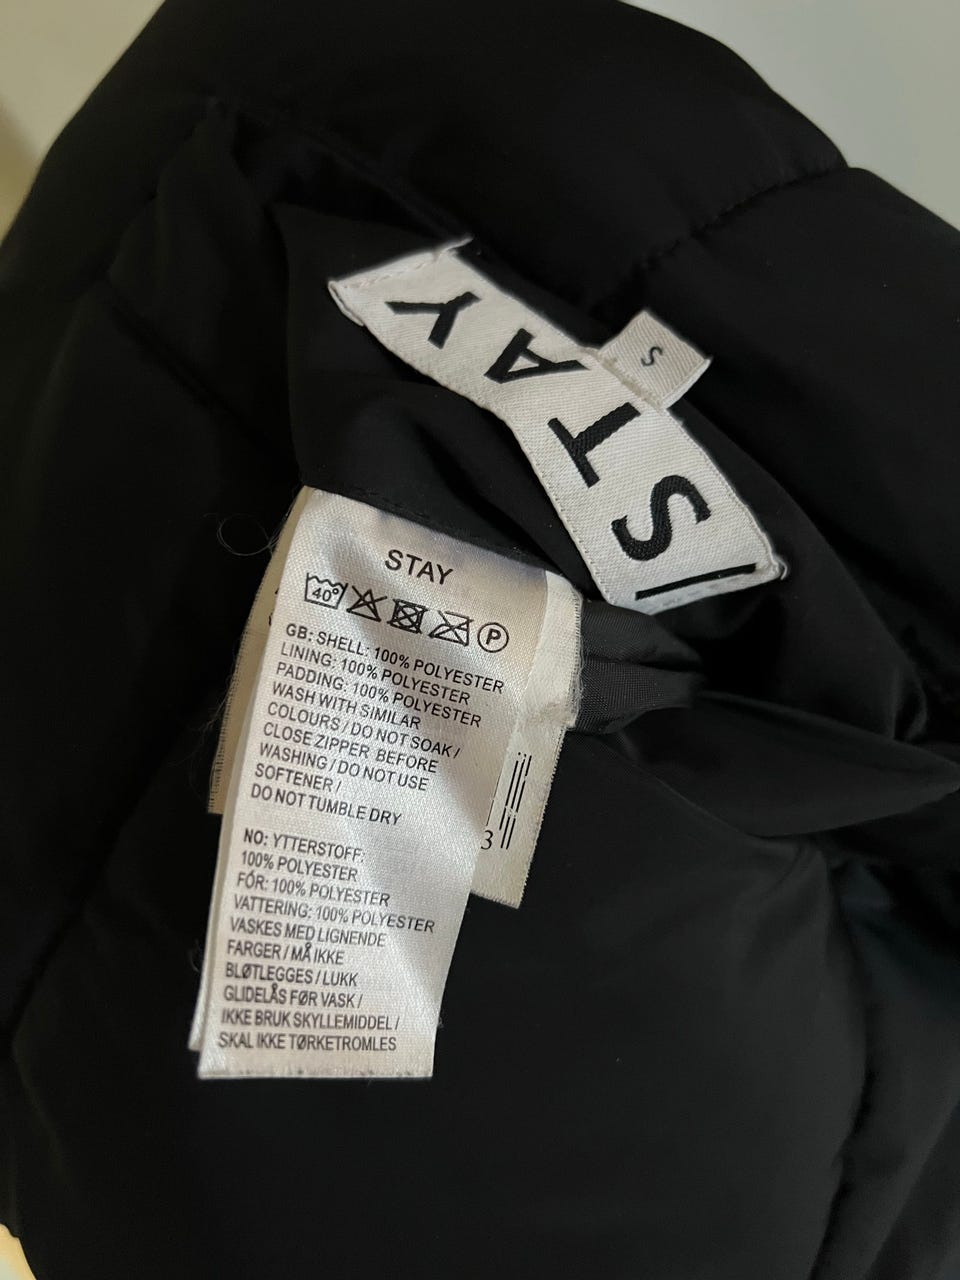 STAY
S
STAY
40°
P
GB: SHELL: 100% POLYESTER
LINING: 100% POLYESTER
PADDING: 100% POLYESTER
WASH WITH SIMILAR
COLOURS / DO NOT SOAK /
CLOSE ZIPPER BEFORE
WASHING / DO NOT USE
SOFTENER /
DO NOT TUMBLE DRY
NO: YTTERSTOFF:
100% POLYESTER
FÓR: 100% POLYESTER
VATTERING: 100% POLYESTER
VASKES MED LIGNENDE
FARGER / MÅ IKKE
BLØTLEGGES / LUKK
GLIDELÅS FØR VASK /
IKKE BRUK SKYLLEMIDDEL /
SKAL IKKE TØRKETROMLES
3